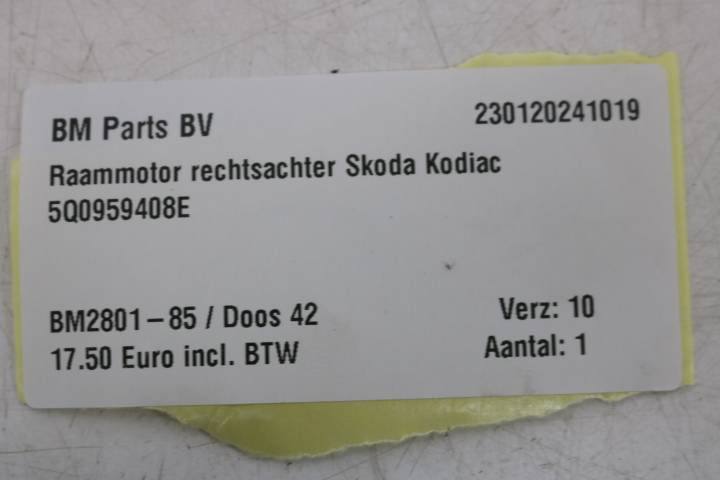 BM Parts BV 230120241019
Raammotor rechtsachter Skoda Kodiac
5Q0959408E
BM2801-85 / Doos 42 Verz: 10
17.50 Euro incl. BTW Aantal: 1